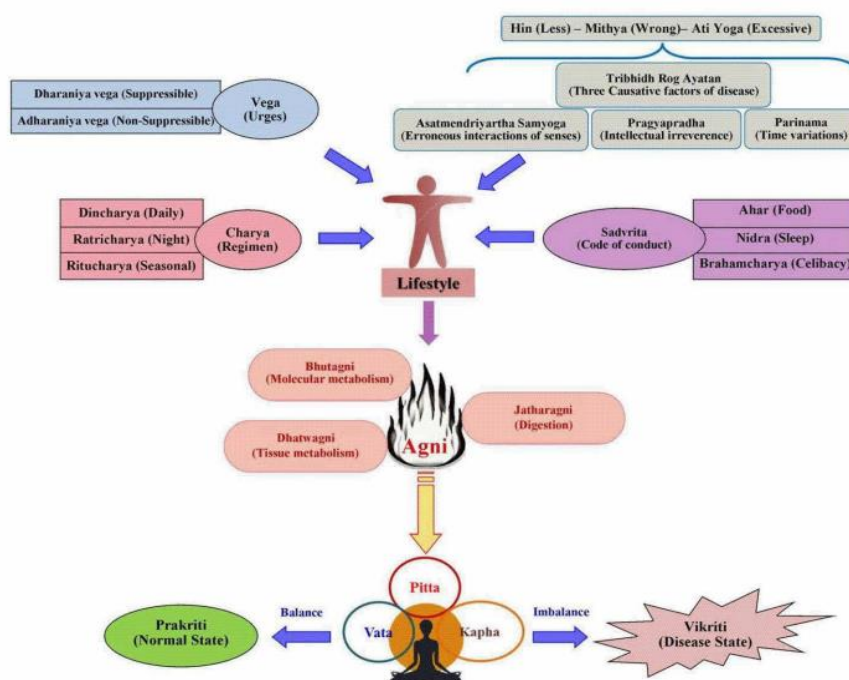 Hin (Less) – Mithya (Wrong)– Ati Yoga (Excessive)
Tribhidh Rog Ayatan
(Three Causative factors of disease)
Asatmendriyartha Samyoga
(Erroneous interactions of senses)
Pragyapradha
(Intellectual irreverence)
Parinama
(Time variations)
Dharaniya vega (Suppressible)
Adharaniya vega (Non-Suppressible)
Vega
(Urges)
Dincharya (Daily)
Ratricharya (Night)
Ritucharya (Seasonal)
Charya
(Regimen)
Lifestyle
Sadvrita
(Code of conduct)
Ahar (Food)
Nidra (Sleep)
Brahamcharya (Celibacy)
Bhutagni
(Molecular metabolism)
Dhatwagni
(Tissue metabolism)
Agni
Jatharagni
(Digestion)
Pitta
Vata
Kapha
Balance
Imbalance
Prakriti
(Normal State)
Vikriti
(Disease State)